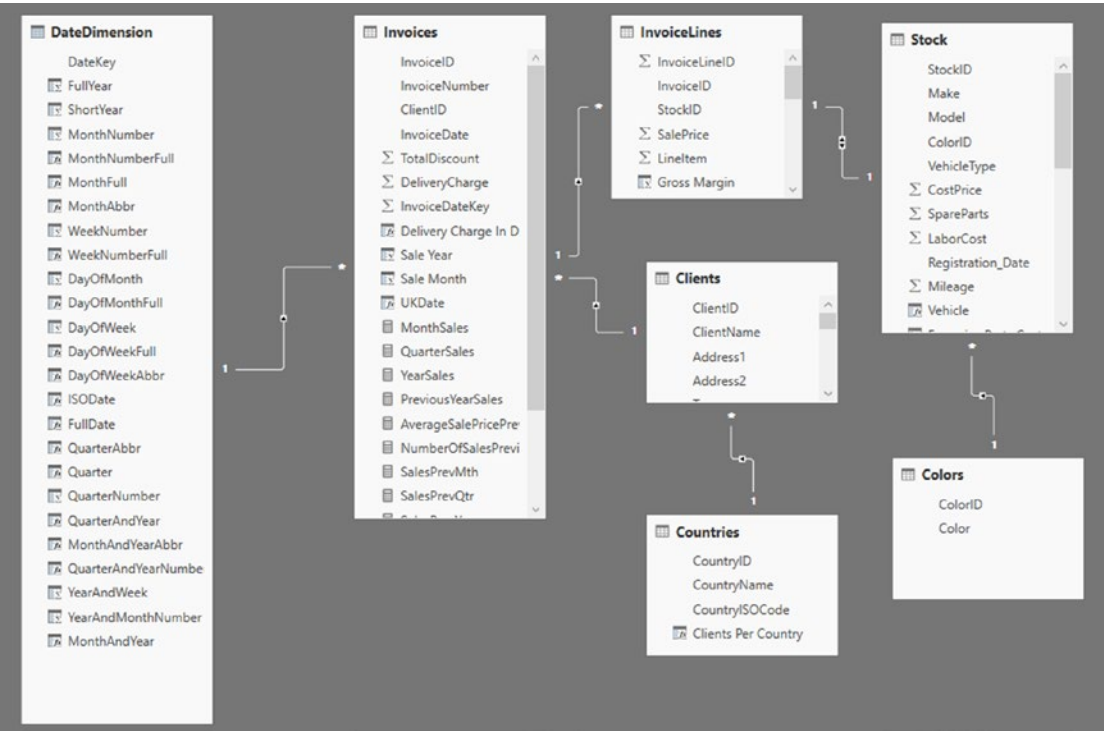 DateDimension
DateKey
FullYear
ShortYear
MonthNumber
MonthNumberFull
MonthFull
MonthAbbr
WeekNumber
WeekNumberFull
DayOfMonth
DayOfMonthFull
DayOfWeek
DayOfWeekFull
DayOfWeekAbbr
ISODate
FullDate
QuarterAbbr
Quarter
QuarterNumber
QuarterAndYear
MonthAndYearAbbr
QuarterAndYearNumbe
YearAndWeek
YearAndMonthNumber
MonthAndYear
1
*
Invoices
InvoiceID
InvoiceNumber
ClientID
InvoiceDate
∑ TotalDiscount
∑ DeliveryCharge
∑ InvoiceDateKey
Delivery Charge In D
Sale Year
Sale Month
UKDate
MonthSales
QuarterSales
YearSales
PreviousYearSales
AverageSalePricePre
NumberOfSalesPrevi
SalesPrevMth
SalesPrevQtr
1
*
*
1
InvoiceLines
∑ InvoiceLineID
InvoiceID
StockID
∑ SalePrice
∑ LineItem
Gross Margin
1
1
Clients
ClientID
ClientName
Address1
Address2
*
1
Countries
CountryID
CountryName
CountryISOCode
Clients Per Country
Stock
StockID
Make
Model
ColorID
VehicleType
∑ CostPrice
∑ SpareParts
∑ LaborCost
Registration_Date
∑ Mileage
Vehicle
*
1
Colors
ColorID
Color